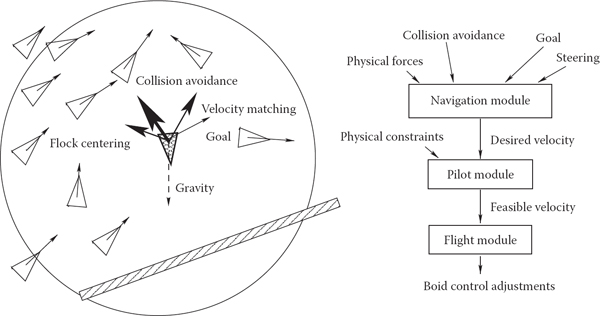 Collision avoidance
Velocity matching
Flock centering
Goal
Gravity
Collision avoidance
Goal
Physical forces
Steering
Navigation module
Physical constraints
Desired velocity
Pilot module
Feasible velocity
Flight module
Boid control adjustments